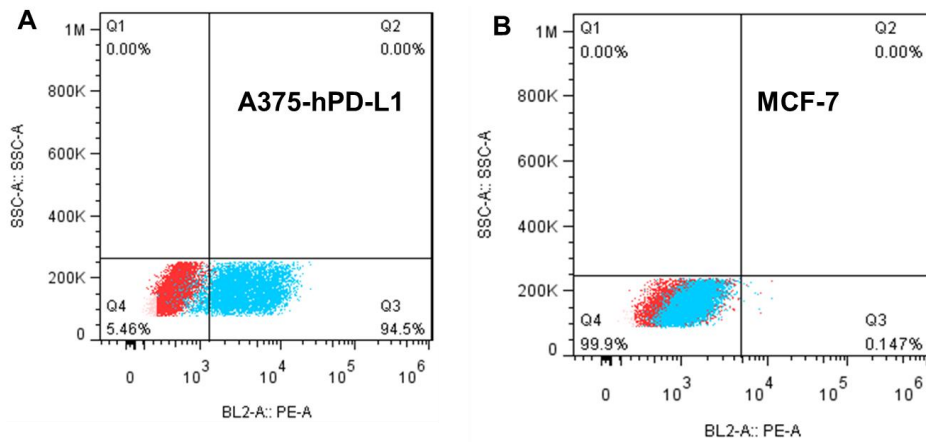 A
1M
Q1
0.00%
Q2
0.00%
A375-hPD-L1
800K
600K
400K
200K
0
Q4
5.46%
Q3
94.5%
0
10^3
10^4
10^5
10^6
SSC-A:: SSC-A
BL2-A:: PE-A
B
1M
Q1
0.00%
Q2
0.00%
MCF-7
800K
600K
400K
200K
0
Q4
99.9%
Q3
0.147%
0
10^3
10^4
10^5
10^6
SSC-A:: SSC-A
BL2-A:: PE-A